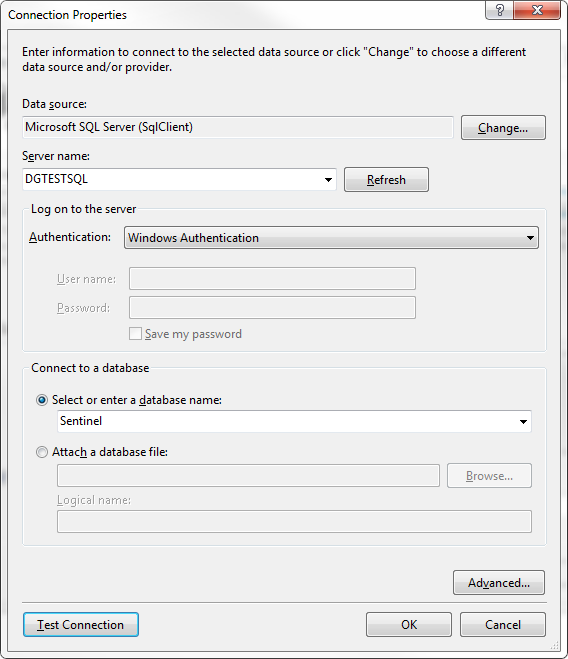 Connection Properties
?
Enter information to connect to the selected data source or click "Change" to choose a different
data source and/or provider.
Data source:
Microsoft SQL Server (SqlClient)
Change...
Server name:
DGTESTSQL
Refresh
Log on to the server
Authentication:
Windows Authentication
User name:
Password:
Save my password
Connect to a database
Select or enter a database name:
Sentinel
Attach a database file:
Browse...
Logical name:
Advanced...
Test Connection
OK
Cancel